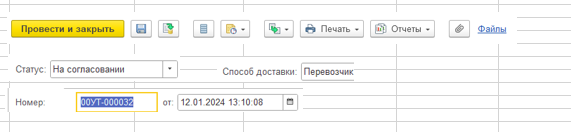 Провести и закрыть Печать Отчеты Файлы
Статус: На согласовании Способ доставки: Перевозчик
Номер: 00УТ-000032 от: 12.01.2024 13:10:08